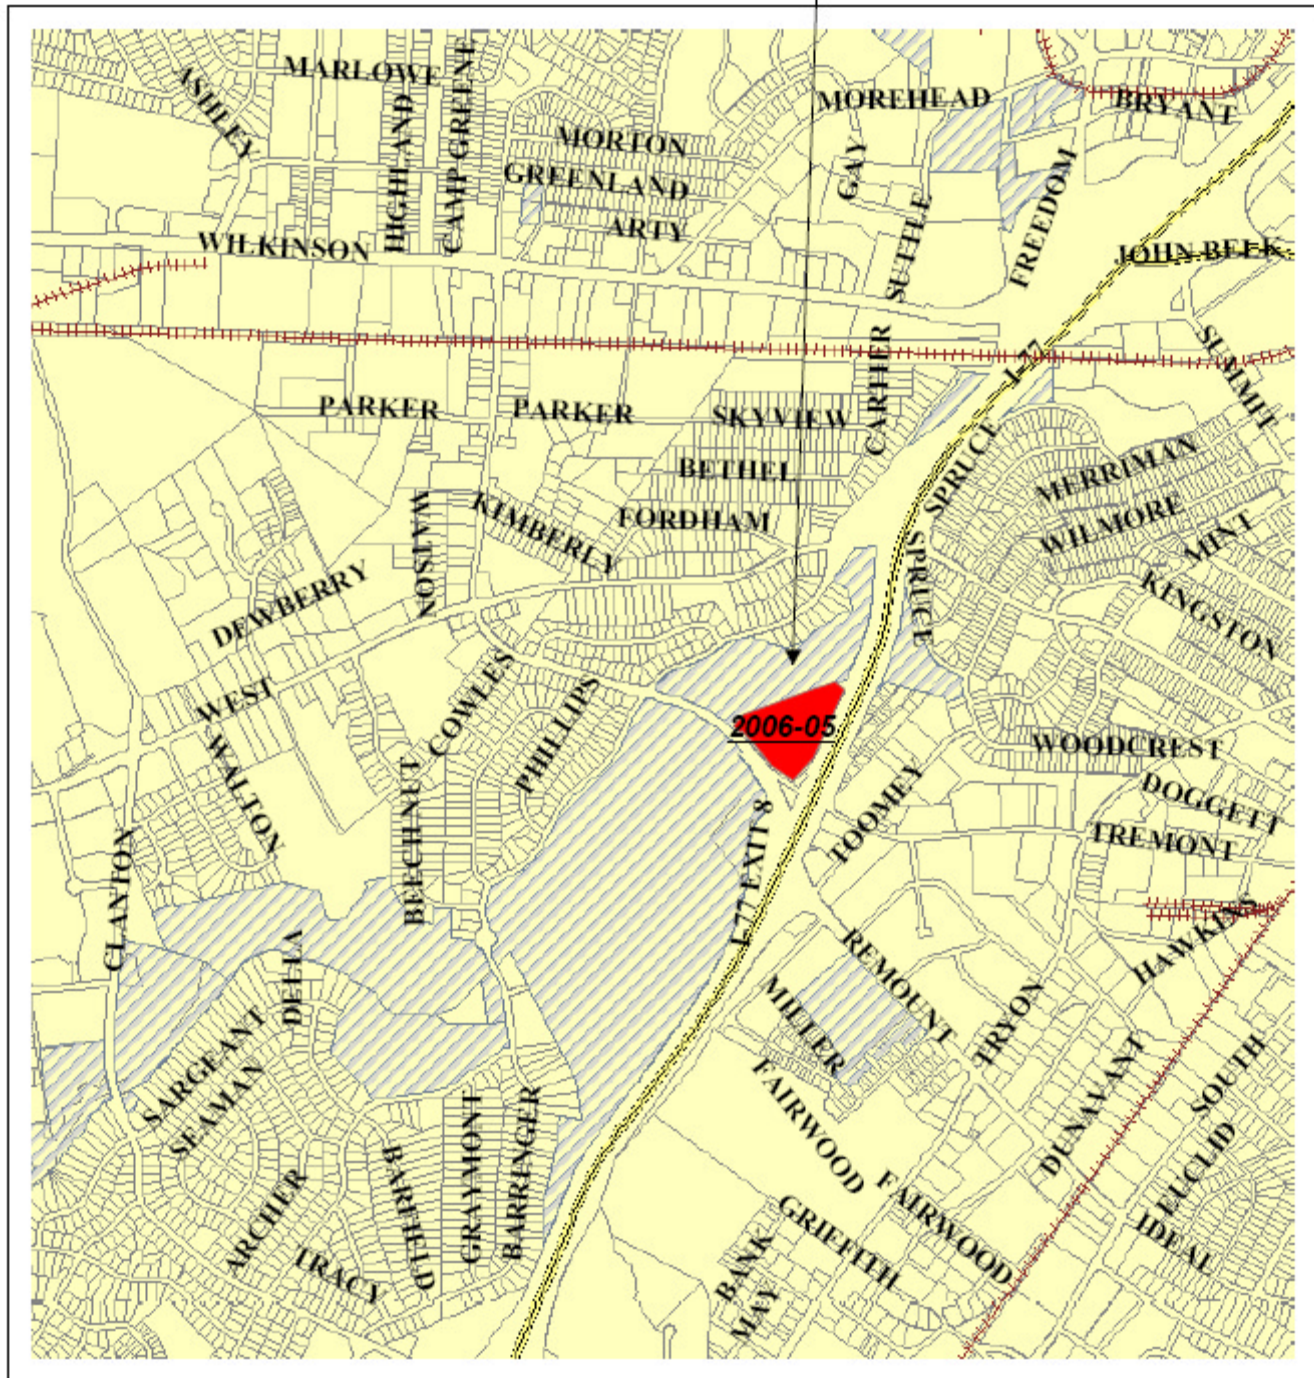 MARLOWE
ASHLEY
HIGHLAND
CAMP GREENE
MORTON
GREENLAND
ARTY
MOREHEAD
BRYANT
GAY
SUTTLE
FREEDOM
WILKINSON
JOHN BELK
I-77
SUMMIT
CARTHER
PARKER
PARKER
SKYVIEW
BETHEL
FORDHAM
KIMBERLY
WATSON
SPRUCE
SPRUCE
MERRIMAN
WILMORE
MINT
KINGSTON
DEWBERRY
WEST
COWLES
PHILLIPS
WALTON
BEECHNUT
CLANTON
2006-05
WOODCREST
DOGGETT
TREMONT
TOOMEY
I-77 EXIT 8
HAWKINS
REMOUNT
MILLER
TRYON
FAIRWOOD
DUNAVANT
SOUTH
EUCLID
IDEAL
DELIA
SARGEANT
SEAMAN
ARCHER
TRACY
BARFIELD
GRAYMONT
BARRINGER
FAIRWOOD
GRIFFITH
BANK
MAY